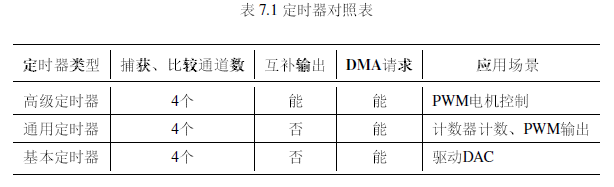 表 7.1 定时器对照表
定时器类型 捕获、比较通道数 互补输出 DMA请求 应用场景
高级定时器 4个 能 能 PWM电机控制
通用定时器 4个 否 能 计数器计数、PWM输出
基本定时器 4个 否 能 驱动DAC